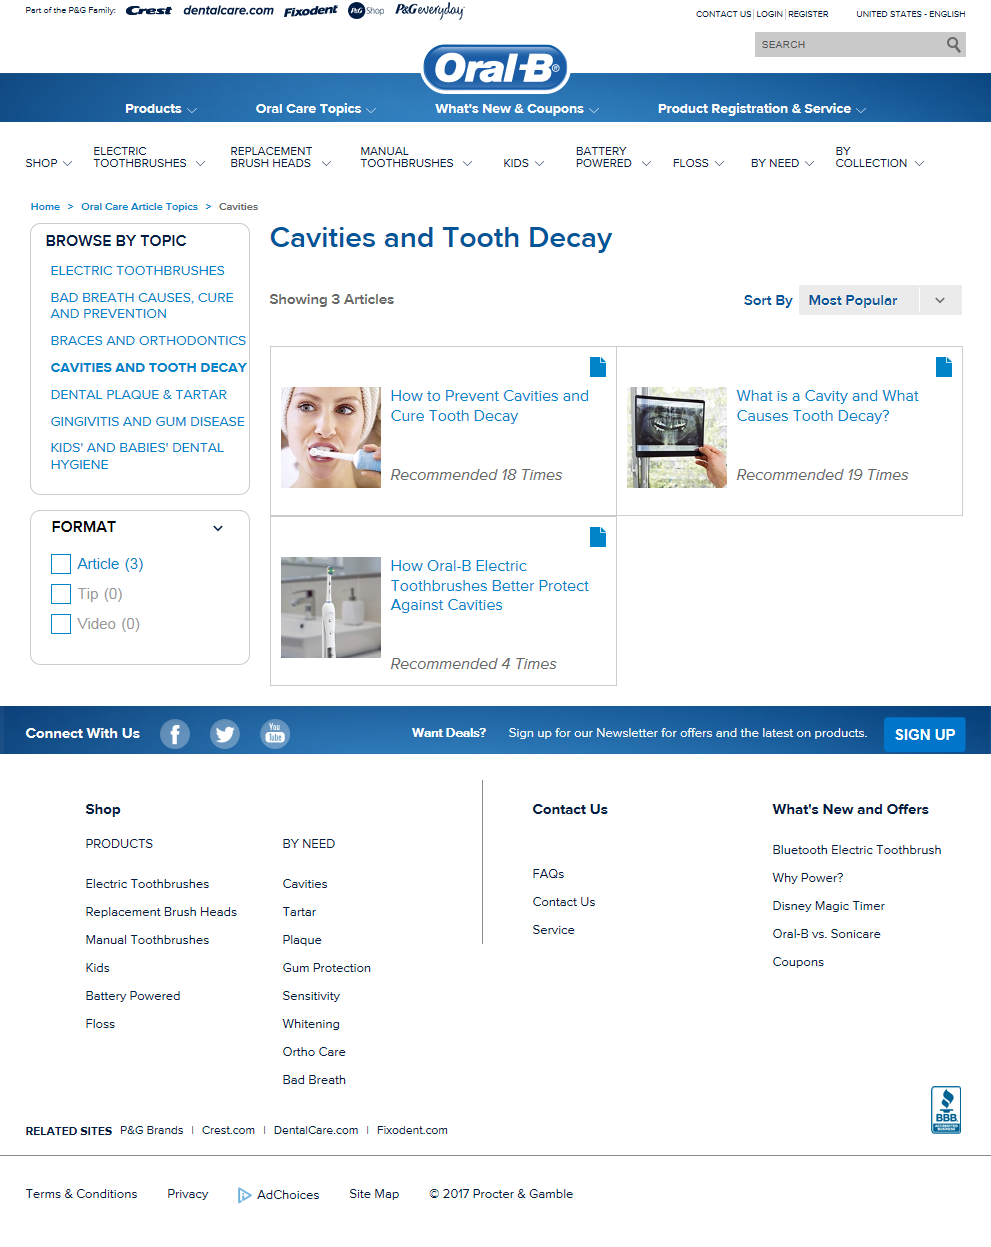 Part of the P&G Family: Crest dentalcare.com Fixodent P&G Shop P&G everyday
CONTACT US | LOGIN | REGISTER UNITED STATES - ENGLISH
SEARCH
Oral-B®
Products Oral Care Topics What's New & Coupons Product Registration & Service
SHOP
ELECTRIC
TOOTHBRUSHES
REPLACEMENT
BRUSH HEADS
MANUAL
TOOTHBRUSHES
KIDS
BATTERY
POWERED
FLOSS
BY NEED
BY
COLLECTION
Home > Oral Care Article Topics > Cavities
BROWSE BY TOPIC
ELECTRIC TOOTHBRUSHES
BAD BREATH CAUSES, CURE
AND PREVENTION
BRACES AND ORTHODONTICS
CAVITIES AND TOOTH DECAY
DENTAL PLAQUE & TARTAR
GINGIVITIS AND GUM DISEASE
KIDS' AND BABIES' DENTAL
HYGIENE
FORMAT
Article (3)
Tip (0)
Video (0)
Cavities and Tooth Decay
Showing 3 Articles
Sort By Most Popular
How to Prevent Cavities and
Cure Tooth Decay
Recommended 18 Times
What is a Cavity and What
Causes Tooth Decay?
Recommended 19 Times
How Oral-B Electric
Toothbrushes Better Protect
Against Cavities
Recommended 4 Times
Connect With Us
You
Tube
Want Deals? Sign up for our Newsletter for offers and the latest on products. SIGN UP
Shop
PRODUCTS
Electric Toothbrushes
Replacement Brush Heads
Manual Toothbrushes
Kids
Battery Powered
Floss
BY NEED
Cavities
Tartar
Plaque
Gum Protection
Sensitivity
Whitening
Ortho Care
Bad Breath
Contact Us
FAQs
Contact Us
Service
What's New and Offers
Bluetooth Electric Toothbrush
Why Power?
Disney Magic Timer
Oral-B vs. Sonicare
Coupons
BBB
ACCREDITED
BUSINESS
RELATED SITES P&G Brands | Crest.com | DentalCare.com | Fixodent.com
Terms & Conditions Privacy AdChoices Site Map © 2017 Procter & Gamble